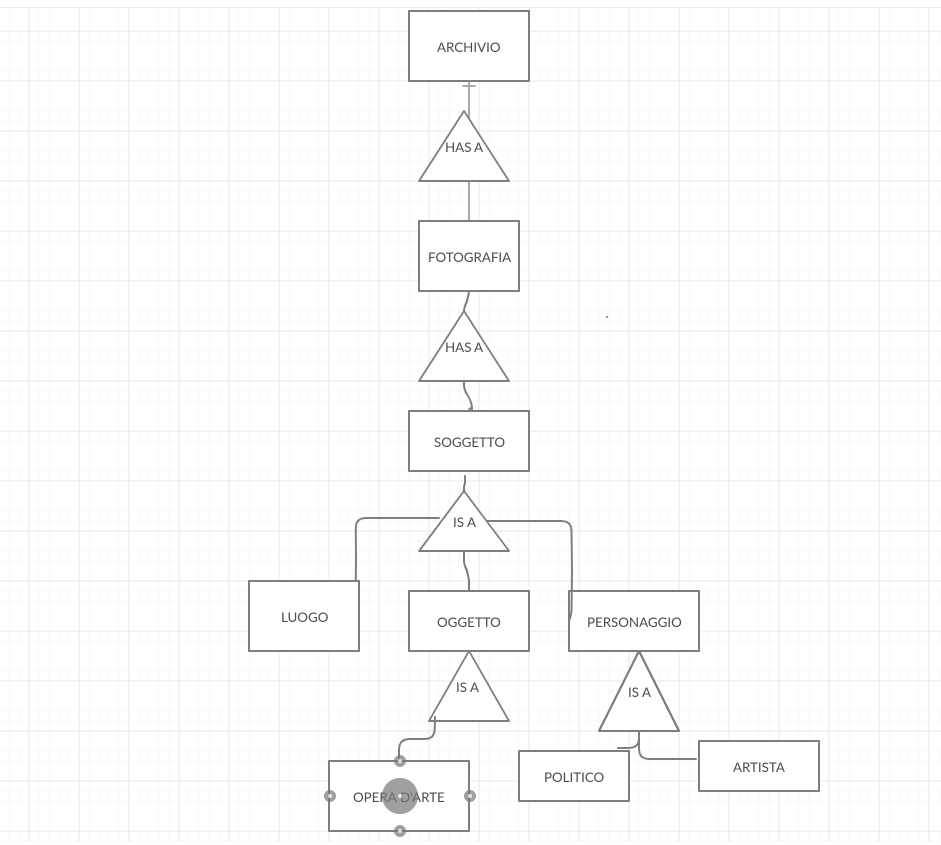 ARCHIVIO
HAS A
FOTOGRAFIA
HAS A
SOGGETTO
IS A
LUOGO
OGGETTO
PERSONAGGIO
IS A
IS A
OPERA D'ARTE
POLITICO
ARTISTA